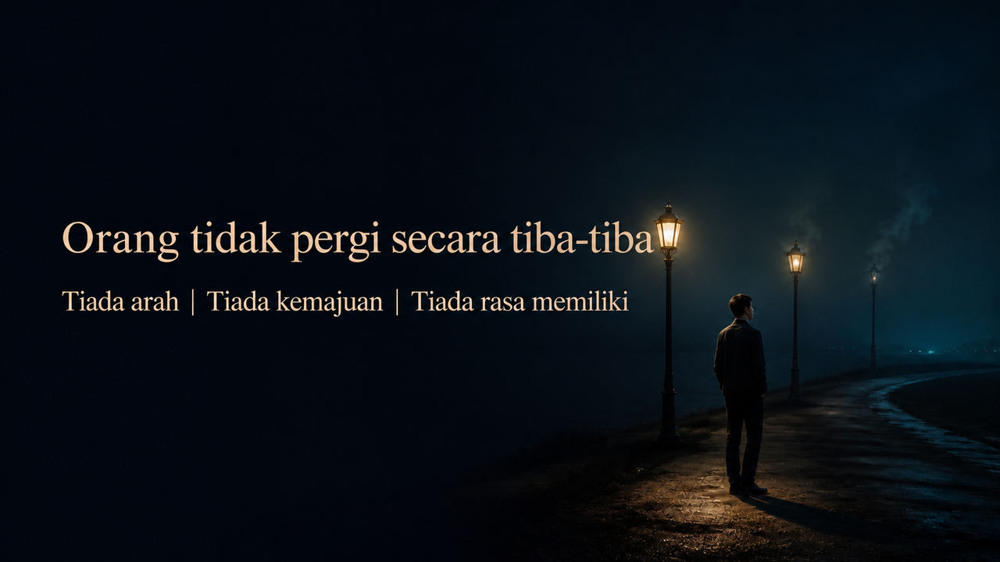 Orang tidak pergi secara tiba-tiba
Tiada arah | Tiada kemajuan | Tiada rasa memiliki